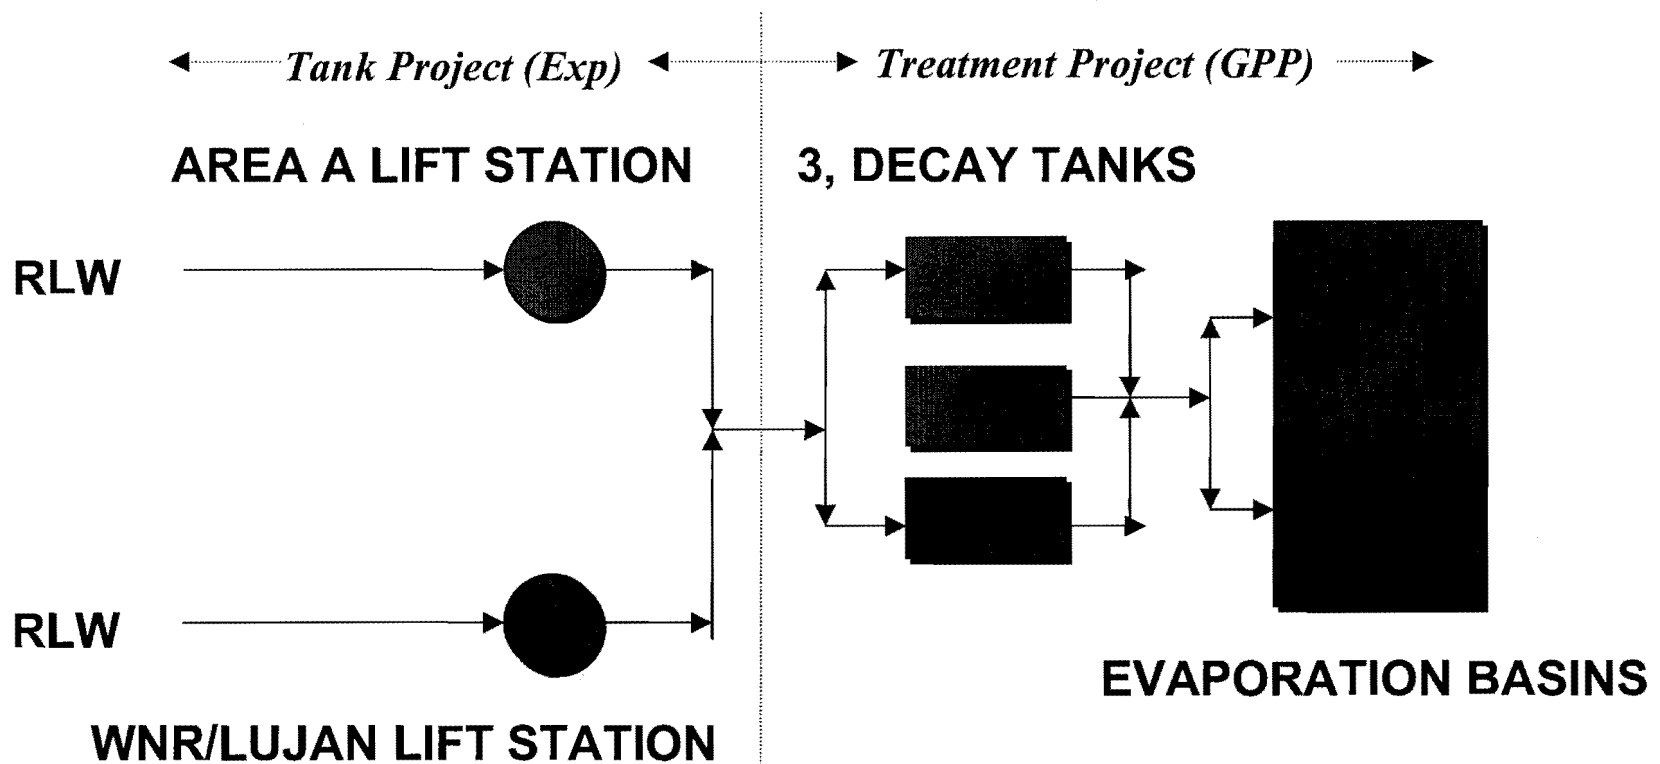 Tank Project (Exp)
Treatment Project (GPP)
AREA A LIFT STATION
3, DECAY TANKS
RLW
RLW
EVAPORATION BASINS
WNR/LUJAN LIFT STATION